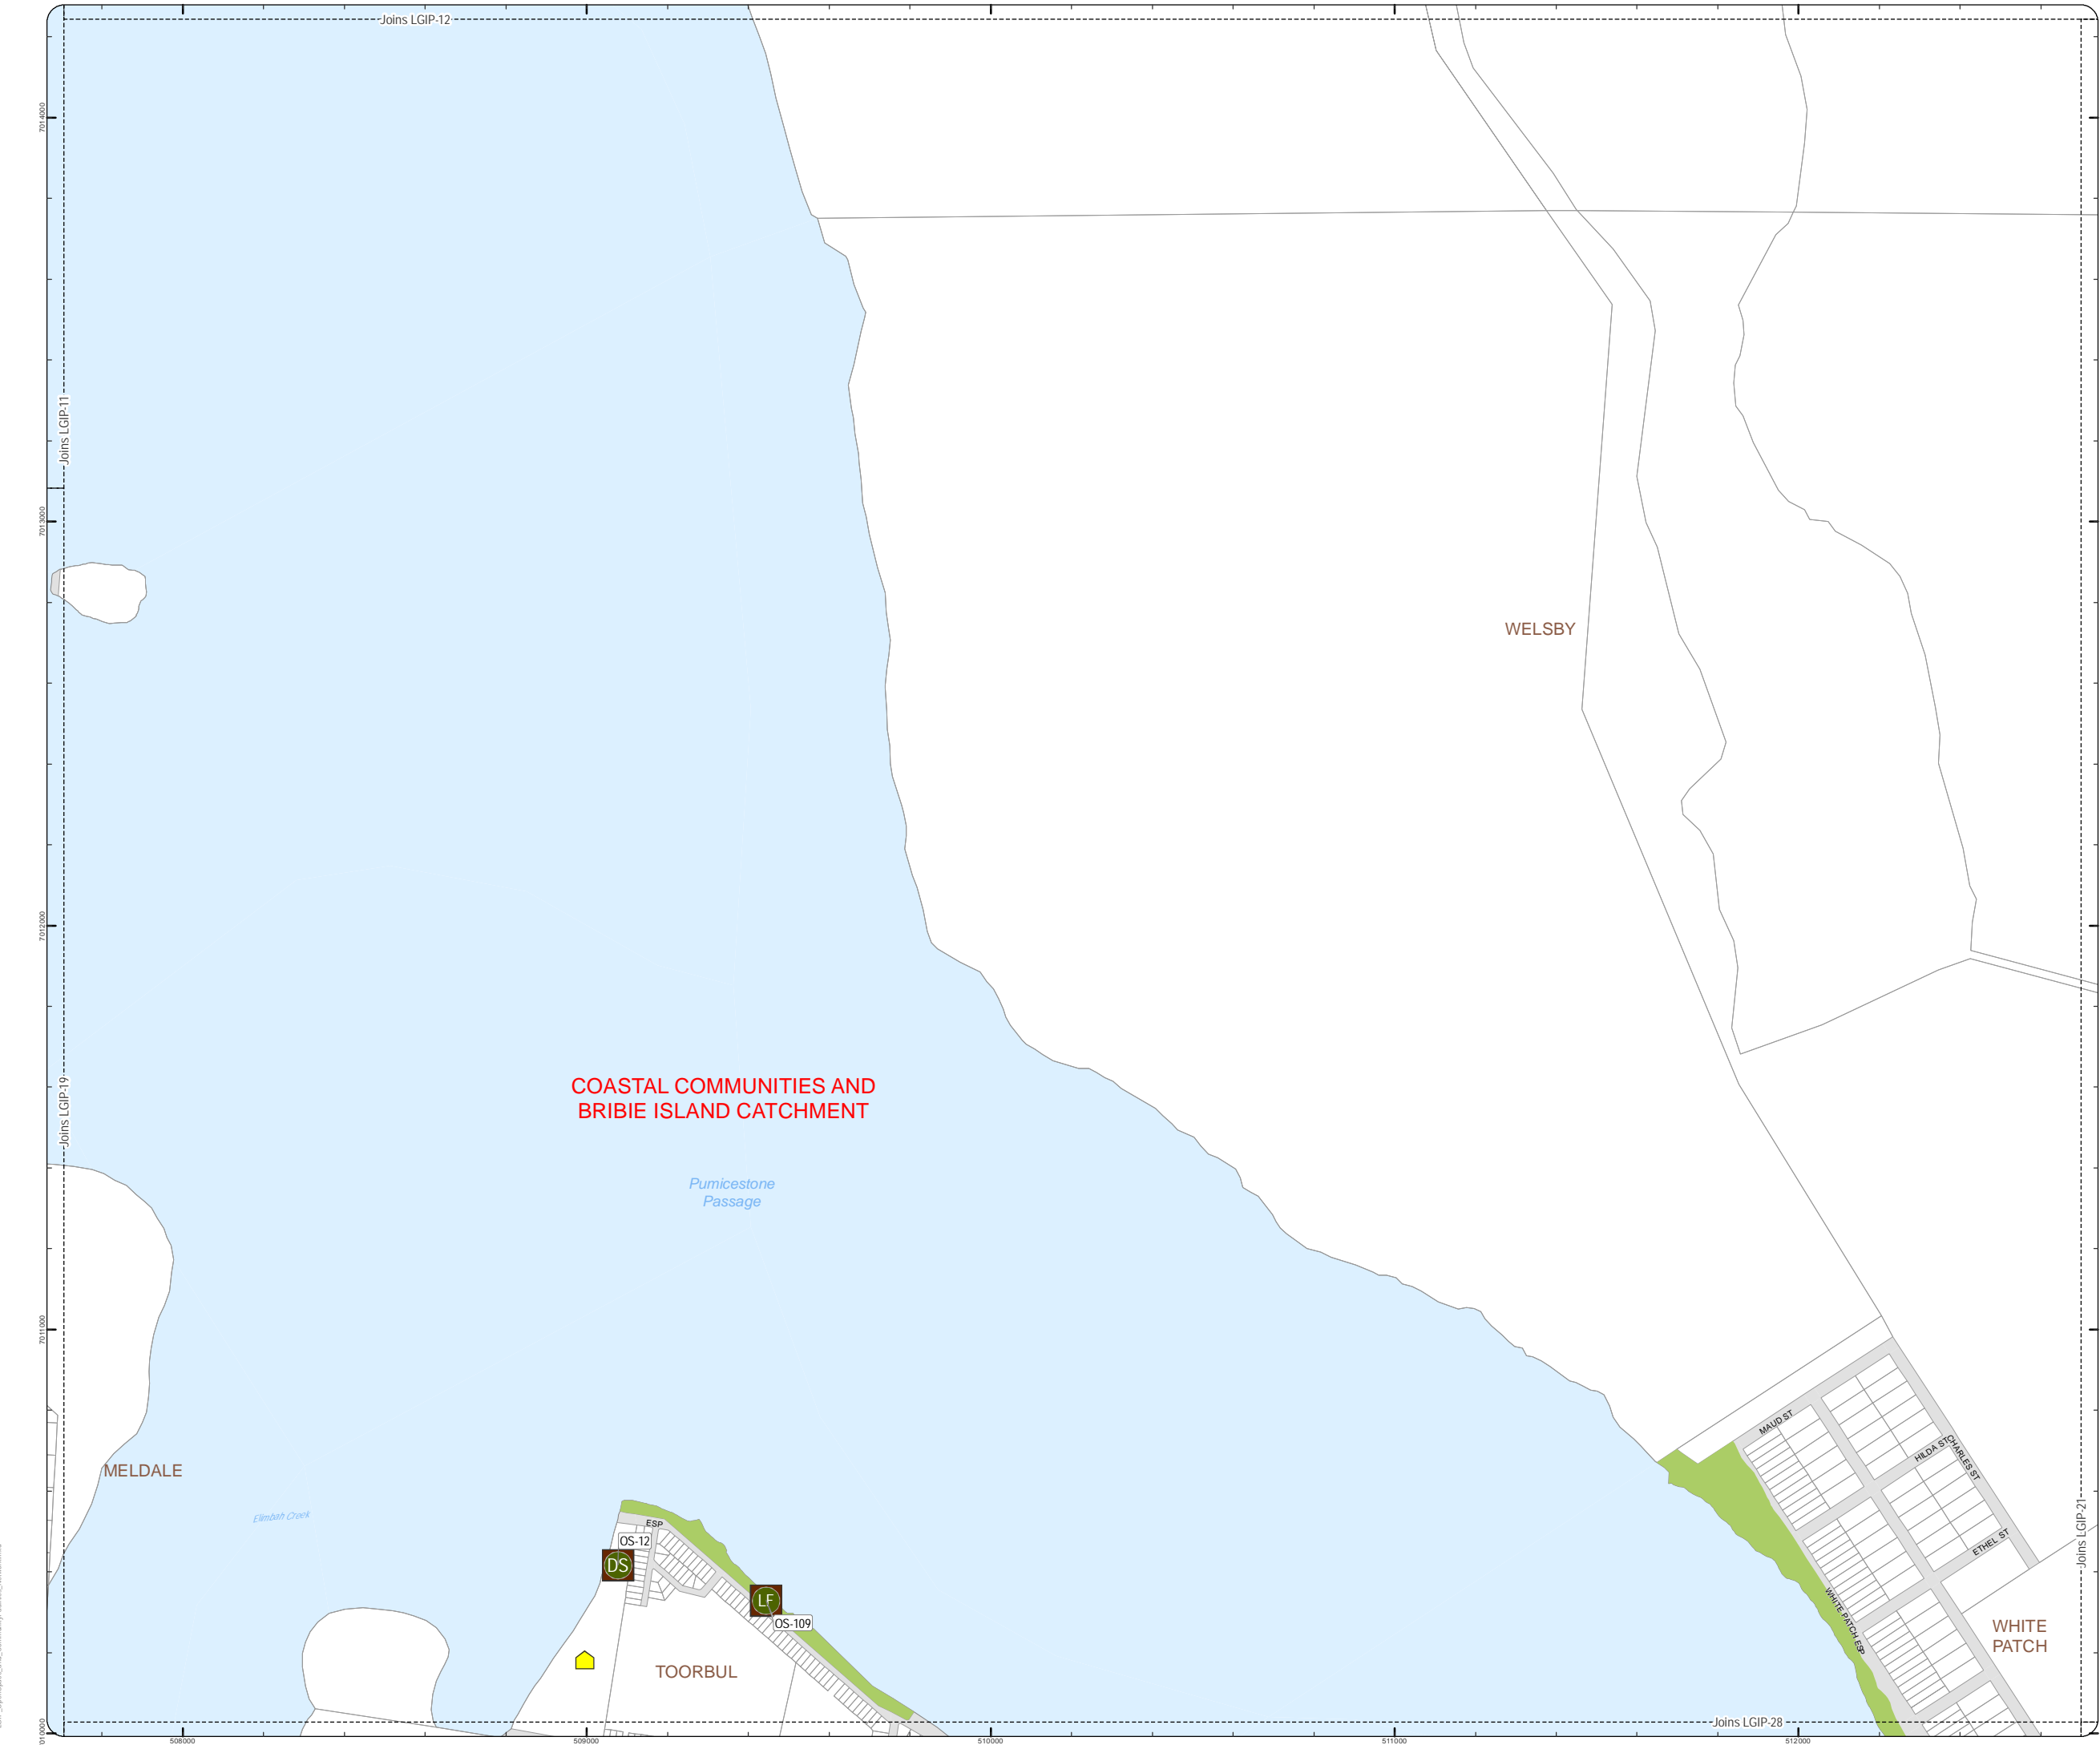 Joins LGIP-12
7014000
Joins LGIP-11
7013000
WELSBY
7012000
COASTAL COMMUNITIES AND
BRIBIE ISLAND CATCHMENT
Joins LGIP-19
Pumicestone
Passage
7011000
MAUD ST
HILDA ST
CHARLES ST
MELDALE
Elimbah Creek
ESP
OS-12
DS
LF
OS-109
ETHEL ST
Joins LGIP-21
WHITE PATCH ESP
WHITE
PATCH
TOORBUL
Joins LGIP-28
508000
509000
510000
511000
512000